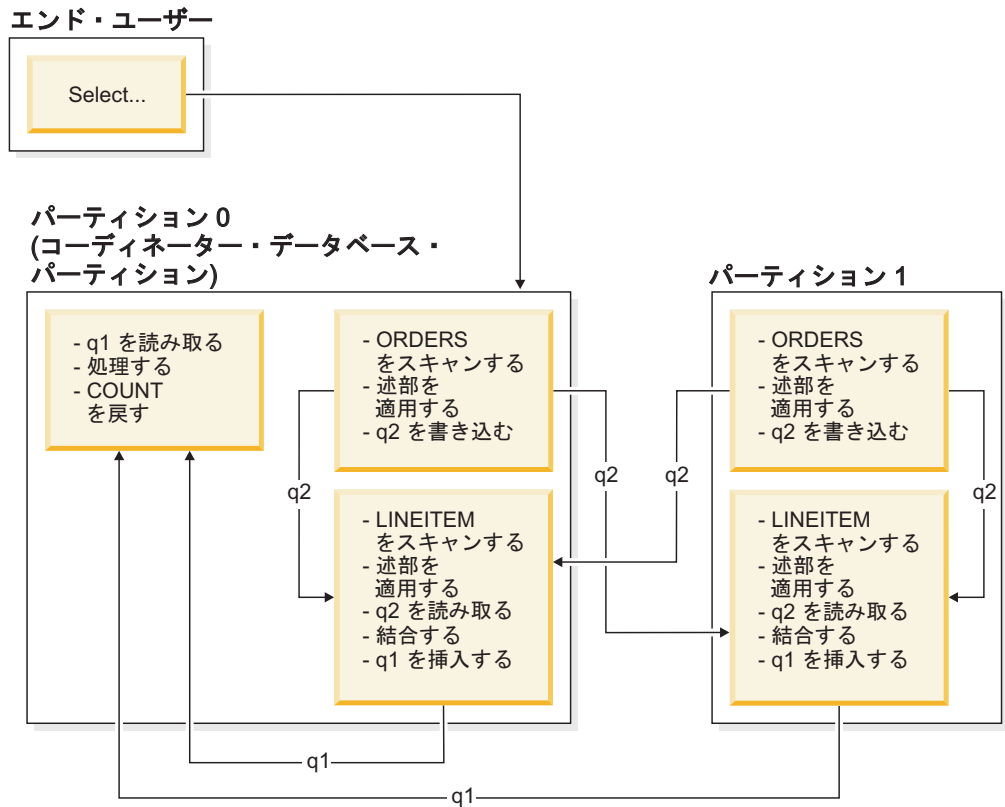 エンド・ユーザー
Select...
パーティション 0
(コーディネーター・データベース・
パーティション)
- q1 を読み取る
- 処理する
- COUNT
を戻す
- ORDERS
をスキャンする
- 述部を
適用する
- q2 を書き込む
q2
- LINEITEM
をスキャンする
- 述部を
適用する
- q2 を読み取る
- 結合する
- q1 を挿入する
q2
q2
パーティション 1
- ORDERS
をスキャンする
- 述部を
適用する
- q2 を書き込む
q2
- LINEITEM
をスキャンする
- 述部を
適用する
- q2 を読み取る
- 結合する
- q1 を挿入する
q1
q1